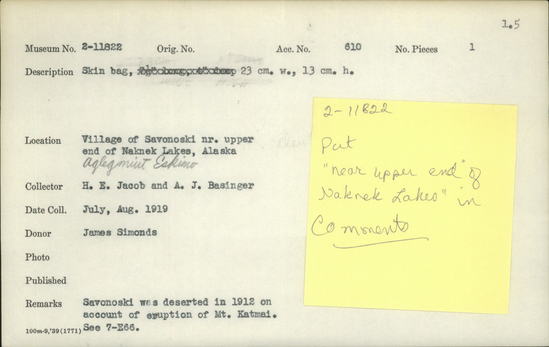 1.5
Museum No. 2-11822 Orig. No. Acc. No. 610 No. Pieces 1
Description Skin bag, 23 cm. w., 13 cm. h.
Location Village of Savonoski nr. upper
end of Naknek Lakes, Alaska
Aglegmiut Eskimo
Collector H. E. Jacob and A. J. Basinger
Date Coll. July, Aug. 1919
Donor James Simonds
Photo
Published
Remarks Savonoski was deserted in 1912 on
account of eruption of Mt. Katmai.
100m-9,'39(1771) See 7-E66.
2-11822
Put
"near upper end" of
Naknek Lakes" in
Comments